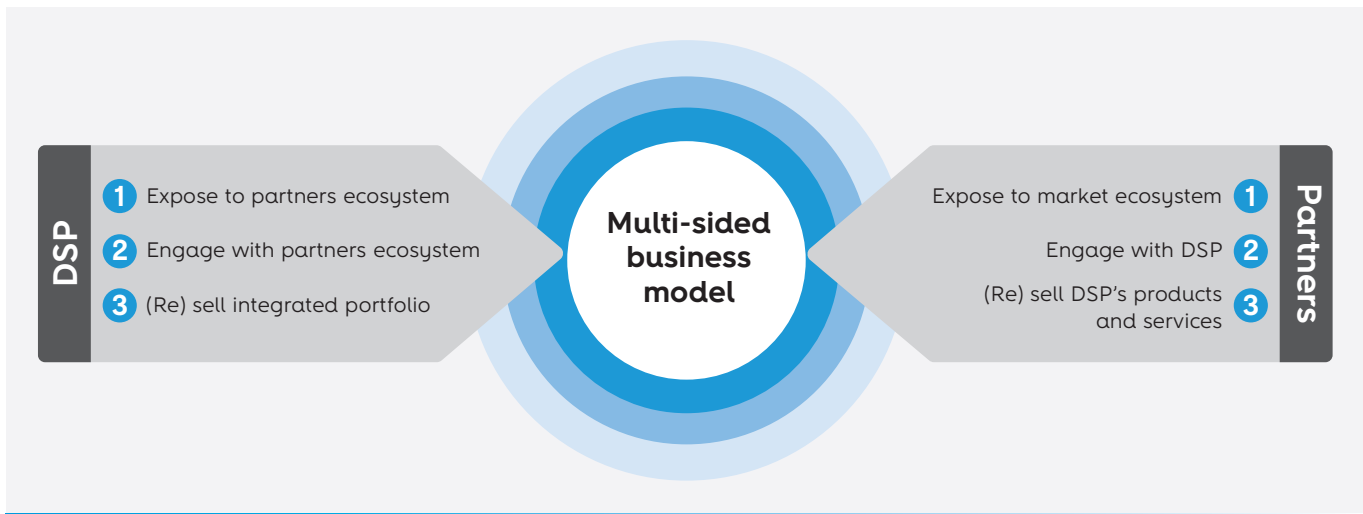 DSP
1 Expose to partners ecosystem
2 Engage with partners ecosystem
3 (Re) sell integrated portfolio
Multi-sided
business
model
Expose to market ecosystem 1
Engage with DSP 2
(Re) sell DSP's products
and services 3
Partners